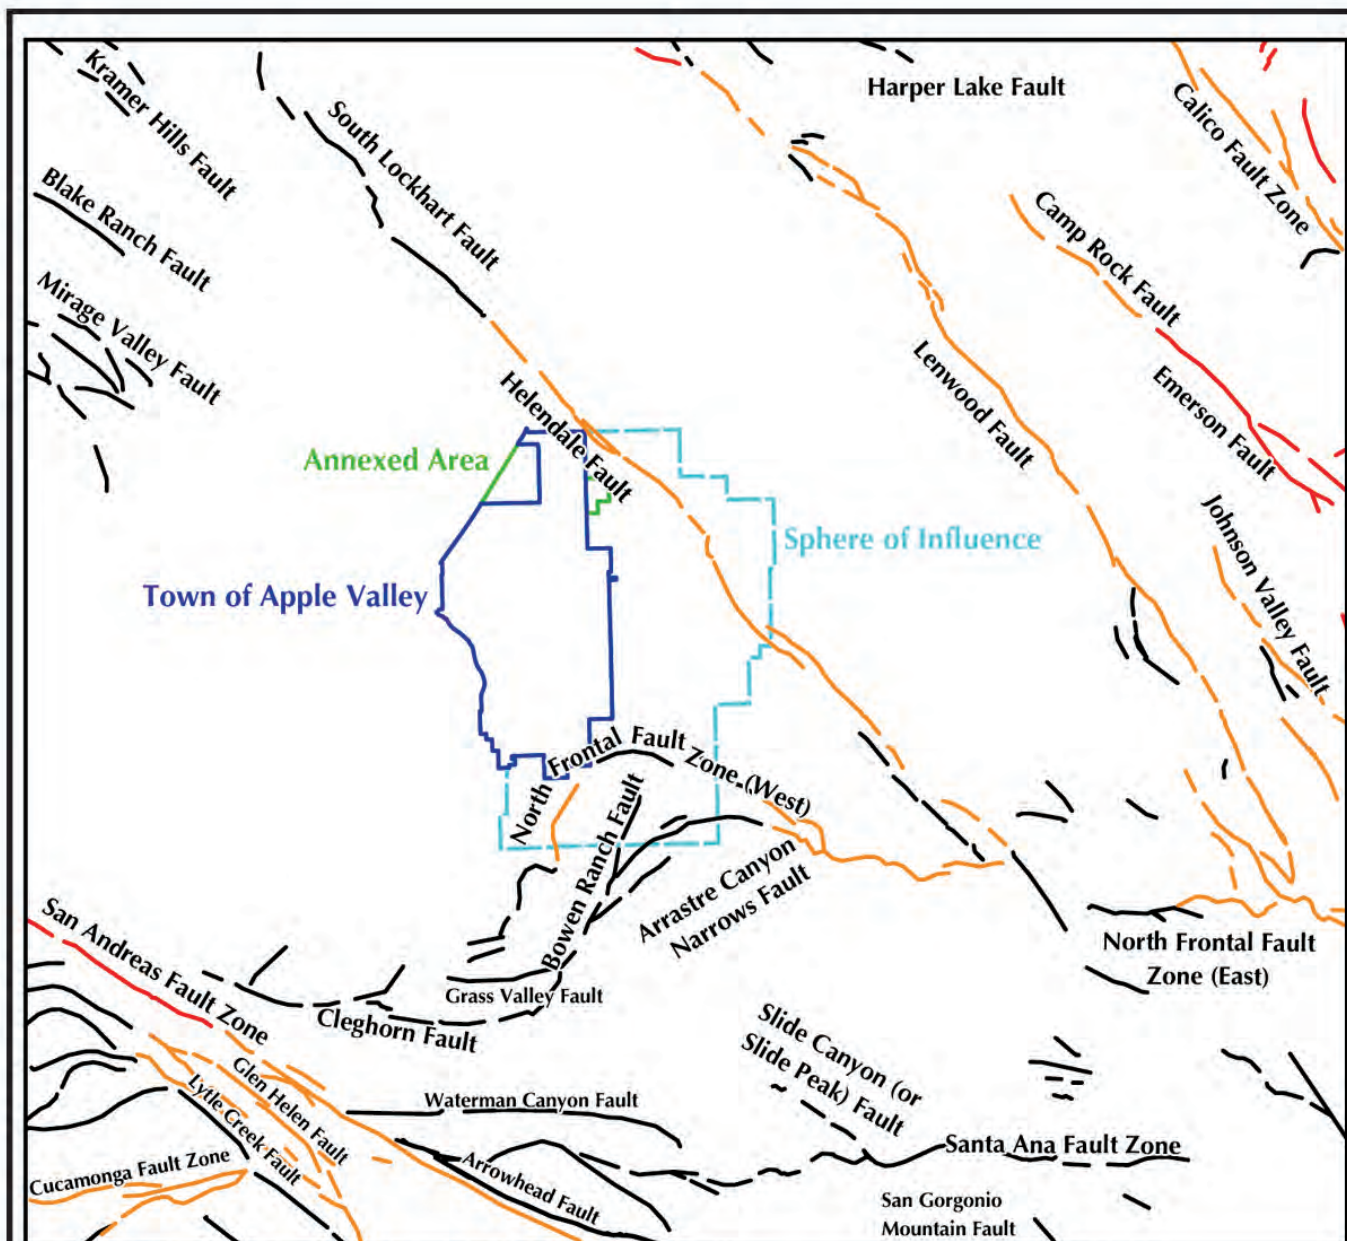 Harper Lake Fault
Kramer Hills Fault
South Lockhart Fault
Calico Fault Zone
Blake Ranch Fault
Camp Rock Fault
Mirage Valley Fault
Lenwood Fault
Emerson Fault
Helendale Fault
Annexed Area
Sphere of Influence
Johnson Valley Fault
Town of Apple Valley
North Frontal Fault Zone (West)
Bowen Ranch Fault
Arrastre Canyon
Narrows Fault
San Andreas Fault Zone
North Frontal Fault
Zone (East)
Grass Valley Fault
Cleghorn Fault
Slide Canyon (or
Slide Peak) Fault
Glen Helen Fault
Lytle Creek Fault
Waterman Canyon Fault
Santa Ana Fault Zone
Cucamonga Fault Zone
Arrowhead Fault
San Gorgonio
Mountain Fault